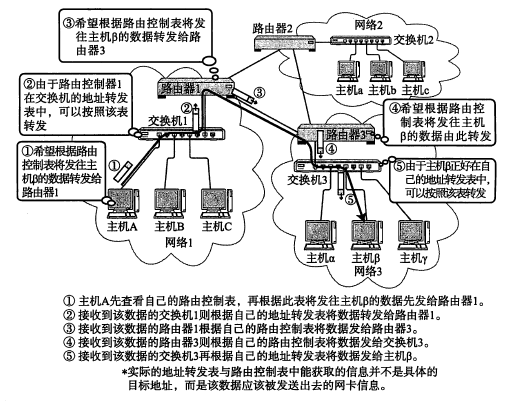 ③希望根据路由控制表将发
往主机β的数据转发给路
由器3
路由器2
网络2
交换机2
主机a
主机b
主机c
②由于路由控制器1
在交换机的地址转发
表中，可以按照该表
转发
路由器1
③
②
交换机1
④希望根据路由控
制表将发往主机
β的数据由此转发
①希望根据路由
控制表将发往主
机β的数据转发给
路由器1
①
路由器3
④
交换机3
⑤
⑤由于主机β正好在自
己的地址转发表中，
可以按照该表转发
主机A
主机B
主机C
网络1
主机α
主机β
主机γ
网络3
① 主机A先查看自己的路由控制表，再根据此表将发往主机β的数据先发给路由器1。
② 接收到该数据的交换机1则根据自己的地址转发表将数据转发给路由器1。
③ 接收到该数据的路由器1根据自己的路由控制表将数据发给路由器3。
④ 接收到该数据的路由器3则根据自己的路由控制表将数据发给交换机3。
⑤ 接收到该数据的交换机3再根据自己的地址转发表将数据发给主机β。
*实际的地址转发表与路由控制表中能获取的信息并不是具体的
目标地址，而是该数据应该被发送出去的网卡信息。